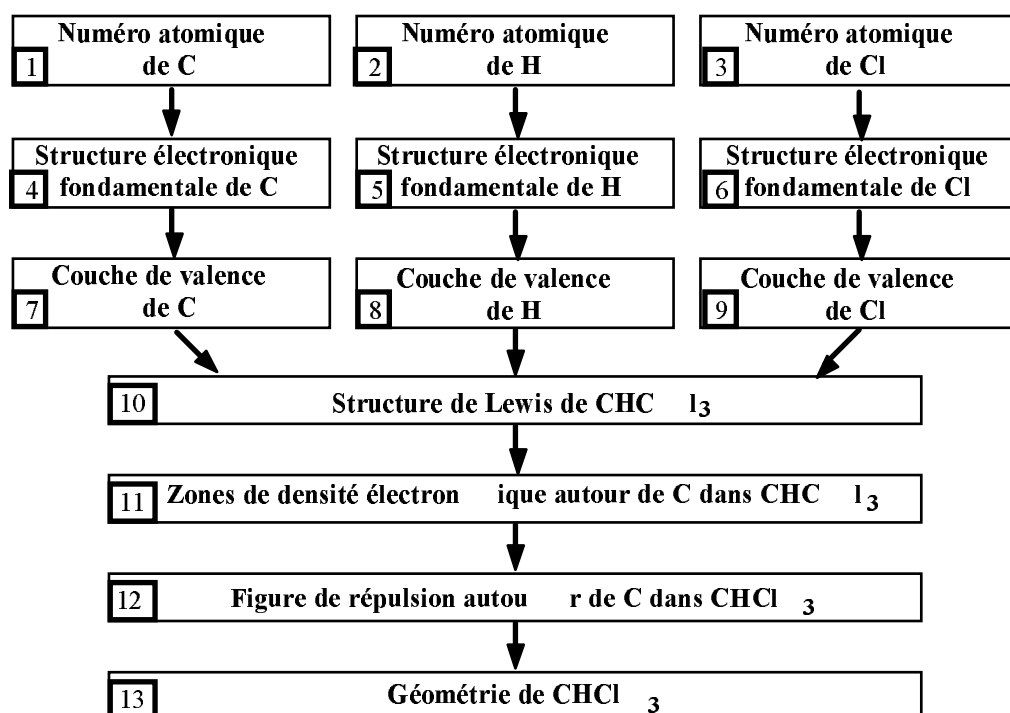 Numéro atomique
1 de C
Numéro atomique
2 de H
Numéro atomique
3 de Cl
Structure électronique
4 fondamentale de C
Structure électronique
5 fondamentale de H
Structure électronique
6 fondamentale de Cl
Couche de valence
7 de C
Couche de valence
8 de H
Couche de valence
9 de Cl
10 Structure de Lewis de CHC l3
11 Zones de densité électron ique autour de C dans CHC l3
12 Figure de répulsion autou r de C dans CHCl 3
13 Géométrie de CHCl 3